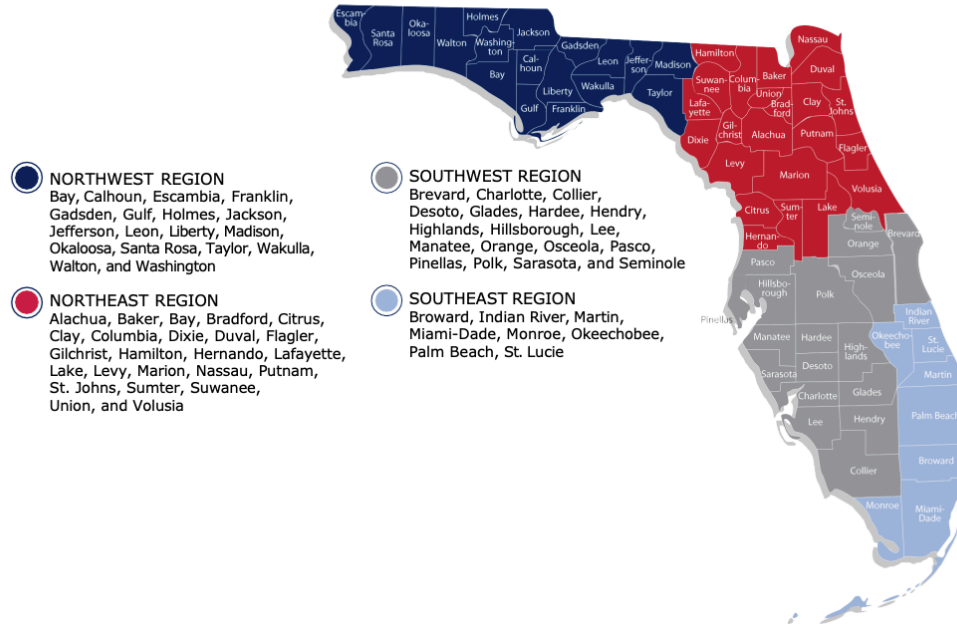 NORTHWEST REGION
Bay, Calhoun, Escambia, Franklin,
Gadsden, Gulf, Holmes, Jackson,
Jefferson, Leon, Liberty, Madison,
Okaloosa, Santa Rosa, Taylor, Wakulla,
Walton, and Washington
NORTHEAST REGION
Alachua, Baker, Bay, Bradford, Citrus,
Clay, Columbia, Dixie, Duval, Flagler,
Gilchrist, Hamilton, Hernando, Lafayette,
Lake, Levy, Marion, Nassau, Putnam,
St. Johns, Sumter, Suwanee,
Union, and Volusia
SOUTHWEST REGION
Brevard, Charlotte, Collier,
Desoto, Glades, Hardee, Hendry,
Highlands, Hillsborough, Lee,
Manatee, Orange, Osceola, Pasco,
Pinellas, Polk, Sarasota, and Seminole
SOUTHEAST REGION
Broward, Indian River, Martin,
Miami-Dade, Monroe, Okeechobee,
Palm Beach, St. Lucie
Escam-
bia
Santa
Rosa
Oka-
loosa
Walton
Holmes
Washing-
ton
Jackson
Bay
Cal-
houn
Gulf
Gadsden
Liberty
Franklin
Leon
Wakulla
Jeffer-
son
Madison
Taylor
Hamilton
Suwan-
nee
Lafa-
yette
Dixie
Colum-
bia
Gil-
christ
Baker
Union
Brad-
ford
Alachua
Levy
Nassau
Duval
Clay
St.
Johns
Putnam
Flagler
Marion
Volusia
Citrus
Sum-
ter
Lake
Hernan-
do
Semi-
nole
Orange
Brevard
Pasco
Hillsbo-
rough
Pinellas
Polk
Osceola
Indian
River
Manatee
Hardee
High-
lands
Okeecho-
bee
St.
Lucie
Sarasota
Desoto
Martin
Charlotte
Glades
Lee
Hendry
Palm Beach
Collier
Broward
Monroe
Miami-
Dade